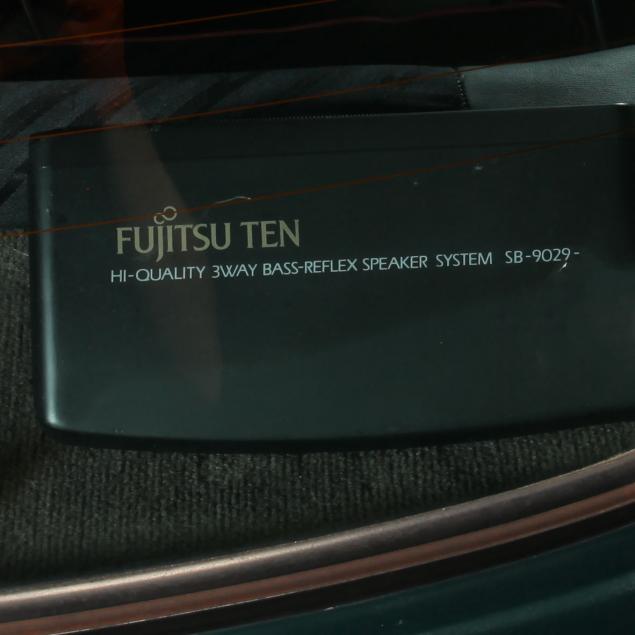 FUJITSU TEN
HI-QUALITY 3WAY BASS-REFLEX SPEAKER SYSTEM SB-9029-